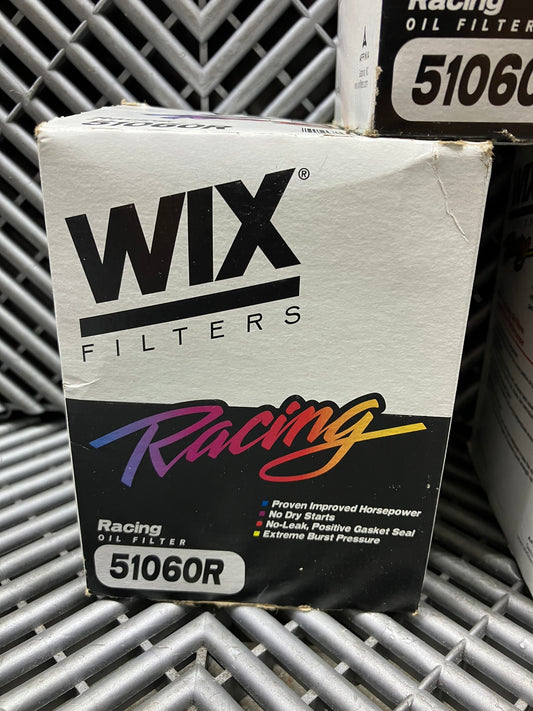 Racing
OIL FILTER
51060
51060R
WIX®
FILTERS
Racing
Proven Improved Horsepower
No Dry Starts
No-Leak, Positive Gasket Seal
Extreme Burst Pressure
Racing
OIL FILTER
51060R